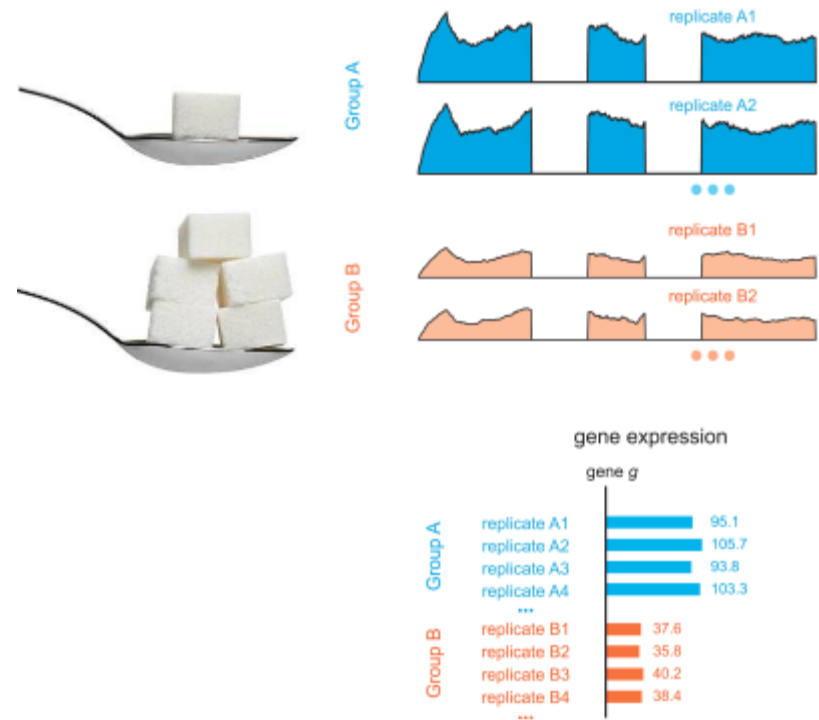 Group A
replicate A1
replicate A2
Group B
replicate B1
replicate B2
gene expression
gene g
Group A
replicate A1 95.1
replicate A2 105.7
replicate A3 93.8
replicate A4 103.3
...
Group B
replicate B1 37.6
replicate B2 35.8
replicate B3 40.2
replicate B4 38.4
...